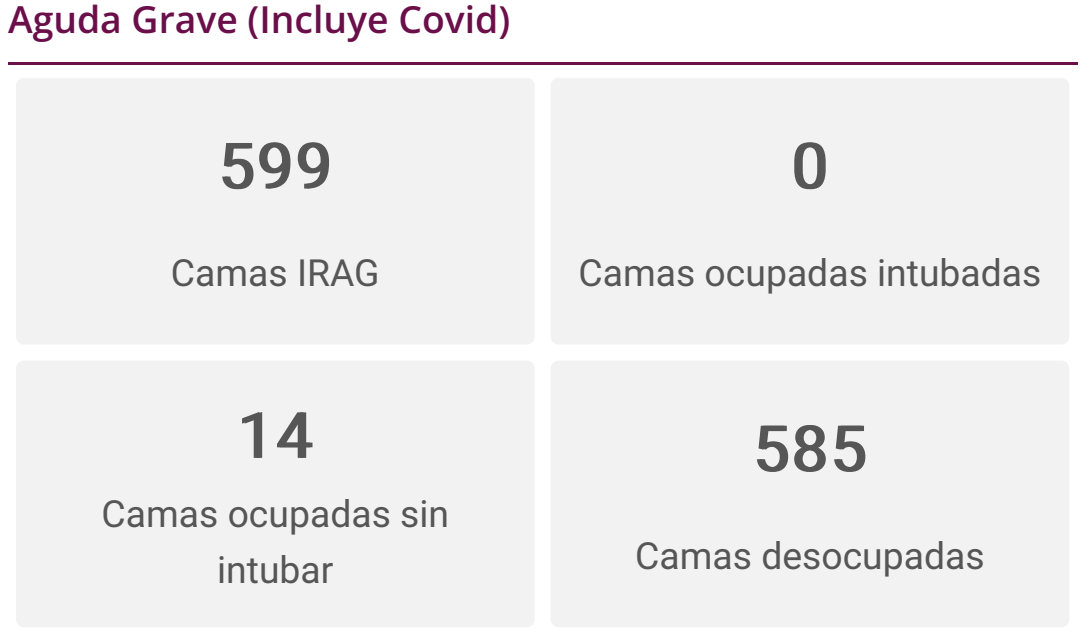 Aguda Grave (Incluye Covid)
599
Camas IRAG
0
Camas ocupadas intubadas
14
Camas ocupadas sin
intubar
585
Camas desocupadas